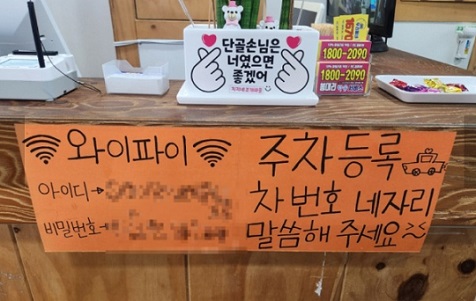 단골손님은
너였으면
좋겠어
1800-2090
1800-2090
와이파이
아이디→
비밀번호→
주차등록
차 번호 네자리
말씀해 주세요